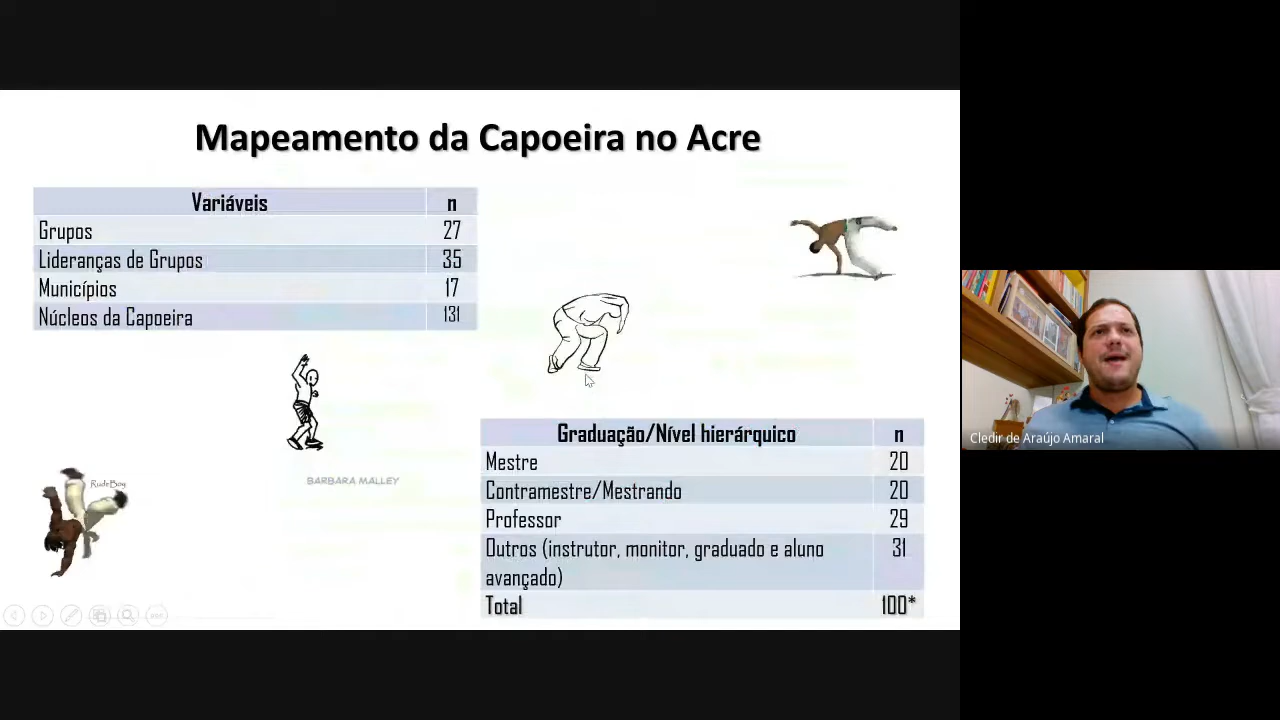 Mapeamento da Capoeira no Acre
Variáveis n
Grupos 27
Lideranças de Grupos 35
Municípios 17
Núcleos da Capoeira 131
BARBARA MALLEY
RudeBoy
Graduação/Nível hierárquico n
Mestre 20
Contramestre/Mestrando 20
Professor 29
Outros (instrutor, monitor, graduado e aluno 31
avançado)
Total 100*
Cledir de Araújo Amaral